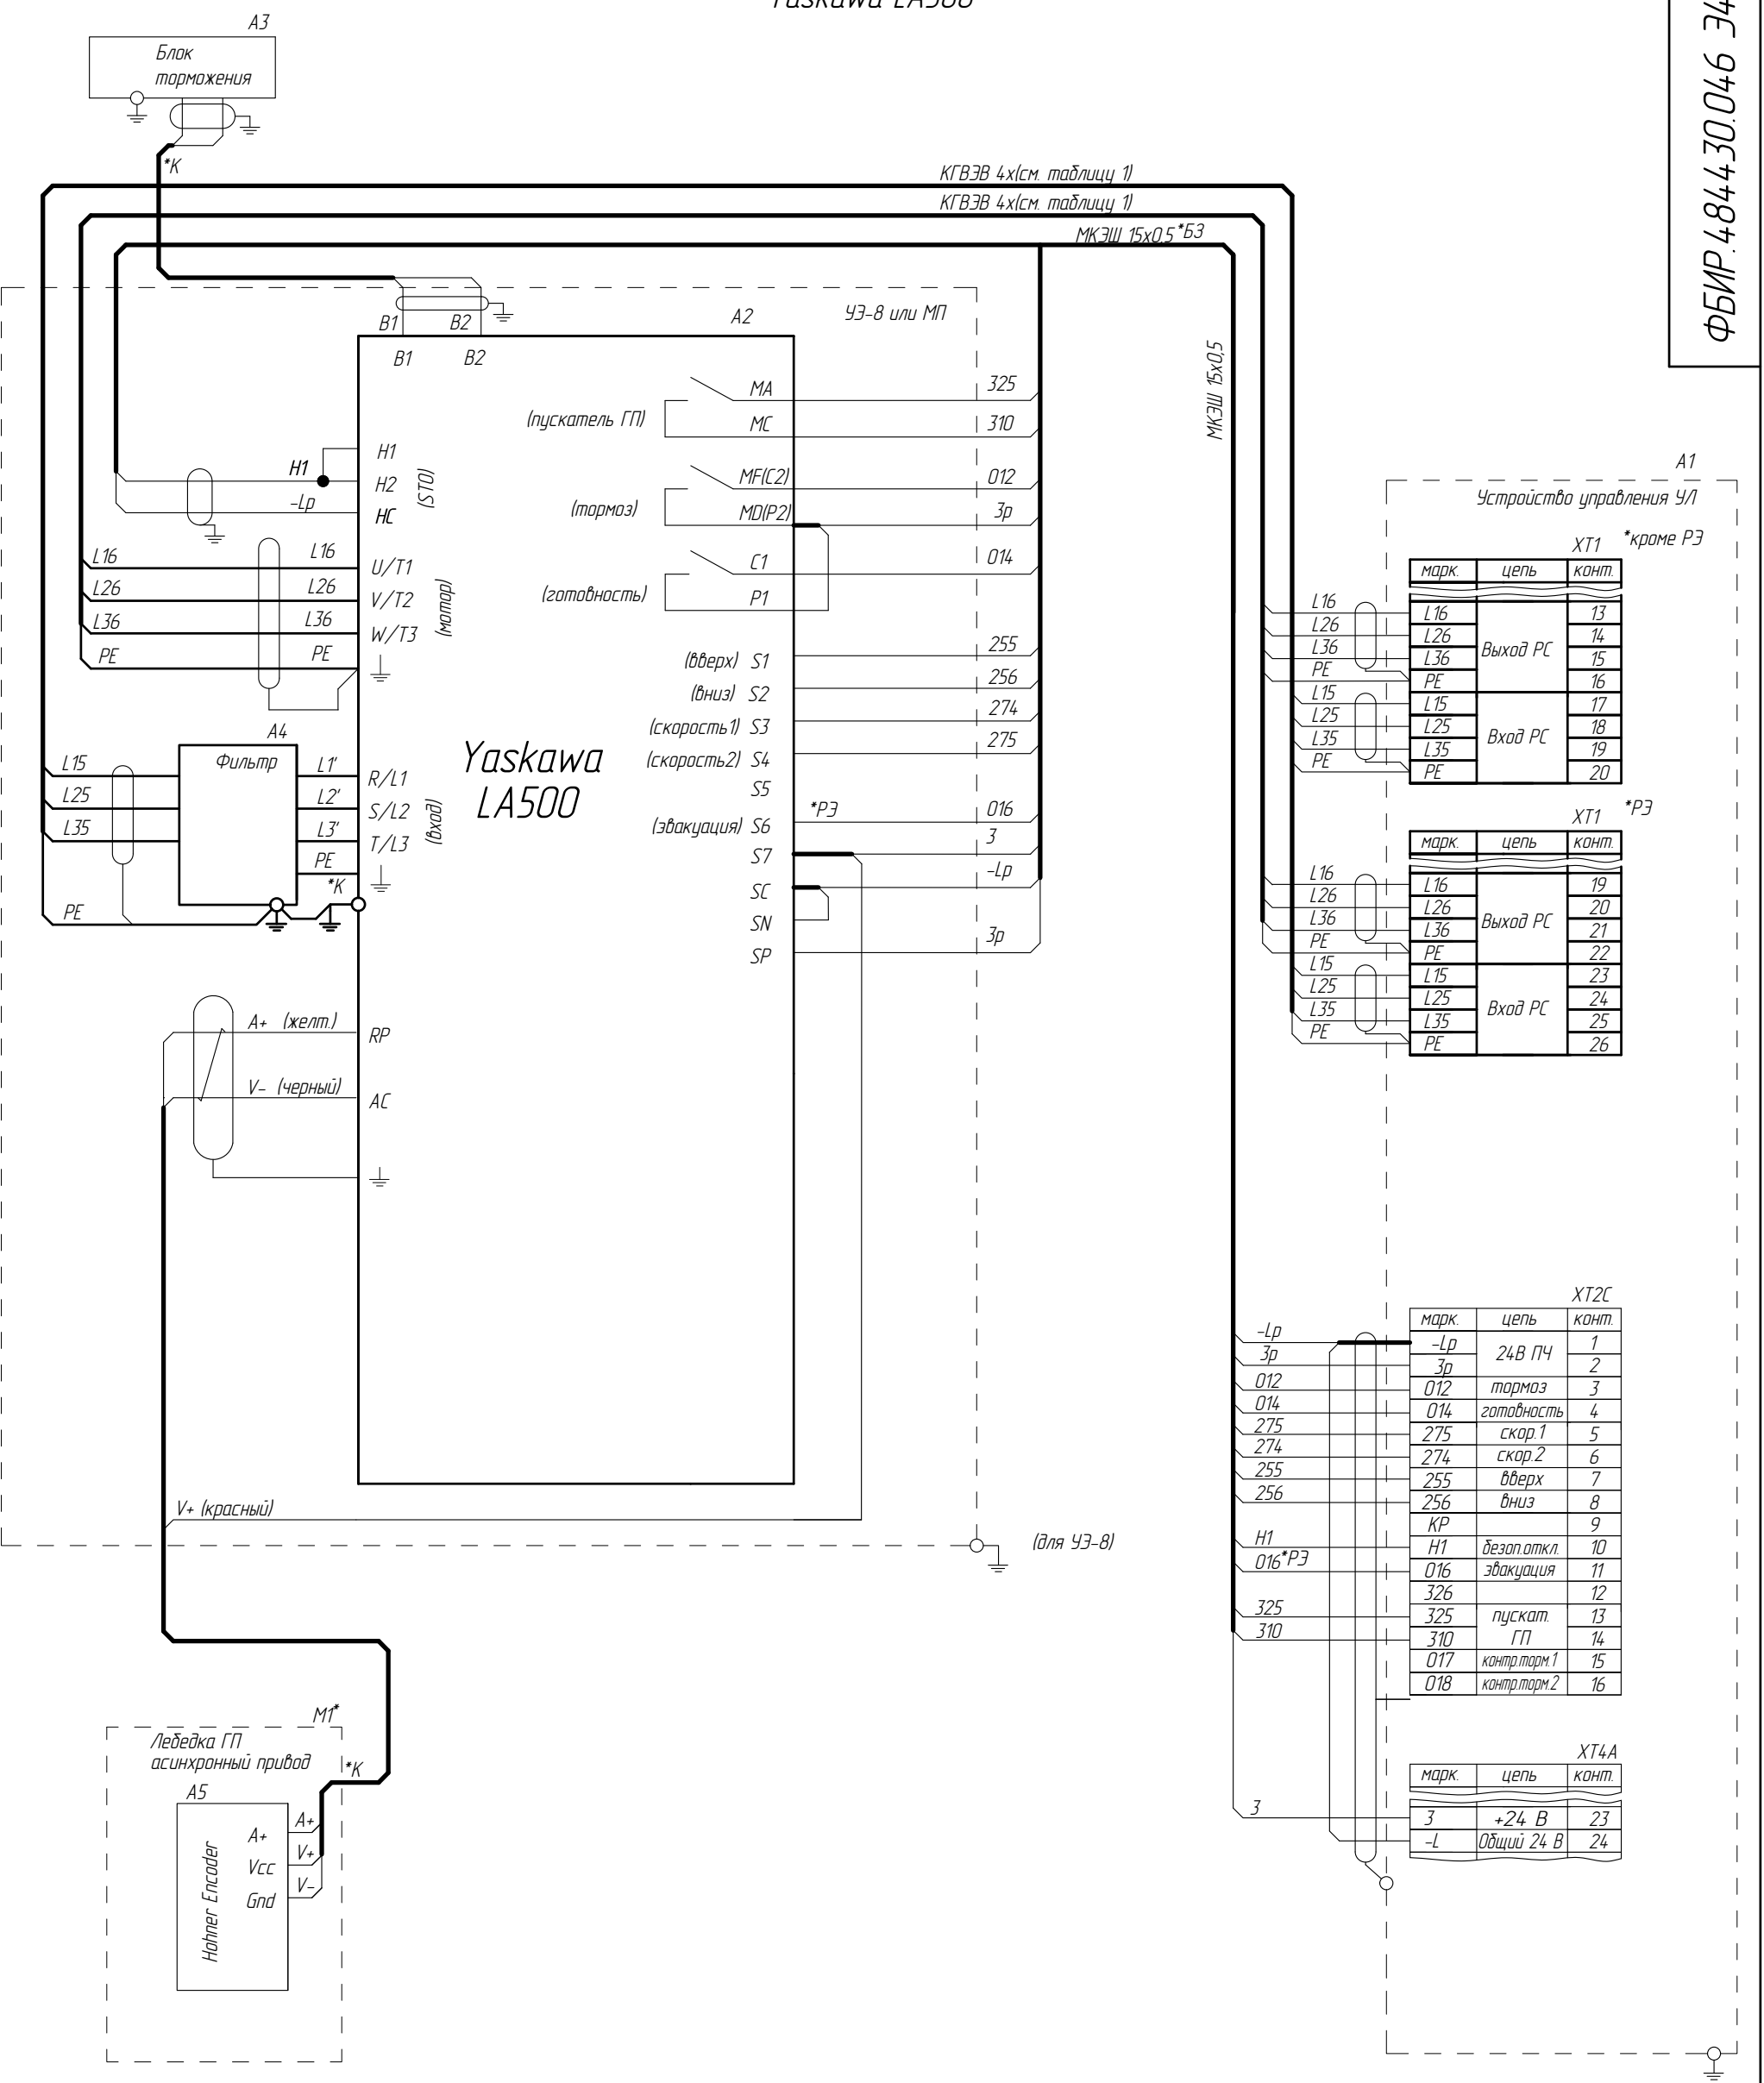 Yaskawa LA500
ФБИР.484430.046 Э4
А3
Блок
торможения
*К
КГВЭВ 4х(см. таблицу 1)
КГВЭВ 4х(см. таблицу 1)
МКЭШ 15х0,5 *БЗ
МКЭШ 15х0,5
УЭ-8 или МП
А2
B1 B2
B1 B2
Yaskawa
LA500
(пускатель ГП)
MA 325
MC 310
(тормоз)
MF(C2) 012
MD(P2) 3р
(готовность)
C1 014
P1
(вверх) S1 255
(вниз) S2 256
(скорость1) S3 274
(скорость2) S4 275
S5
(эвакуация) S6 *РЭ 016
S7 3
SC -Lp
SN
SP 3р
H1
H1 H2
-Lp HC
(STO)
L16 L16 U/T1
L26 L26 V/T2
L36 L36 W/T3
PE PE
(мотор)
А4
Фильтр
L15 L1' R/L1
L25 L2' S/L2
L35 L3' T/L3
PE
(вход)
*К
PE
A+ (желт.) RP
V- (черный) AC
V+ (красный)
(для УЭ-8)
М1*
Лебедка ГП
асинхронный привод
*К
А5
Hohner Encoder
A+ A+
Vcc V+
Gnd V-
А1
Устройство управления УЛ
*кроме РЭ
XT1
марк. цепь конт.
L16 L16 13
L26 L26 14
Выход РС
L36 L36 15
PE PE 16
L15 L15 17
L25 L25 18
Вход РС
L35 L35 19
PE PE 20
*РЭ
XT1
марк. цепь конт.
L16 L16 19
L26 L26 20
Выход РС
L36 L36 21
PE PE 22
L15 L15 23
L25 L25 24
Вход РС
L35 L35 25
PE PE 26
XT2C
марк. цепь конт.
-Lp -Lp 1
24В ПЧ
3р 3р 2
012 012 тормоз 3
014 014 готовность 4
275 275 скор.1 5
274 274 скор.2 6
255 255 вверх 7
256 256 вниз 8
КР 9
H1 H1 безоп.откл. 10
016*РЭ 016 эвакуация 11
326 12
325 325 пускат. 13
310 310 ГП 14
017 контр.торм.1 15
018 контр.торм.2 16
XT4A
марк. цепь конт.
3 3 +24 В 23
-L Общий 24 В 24